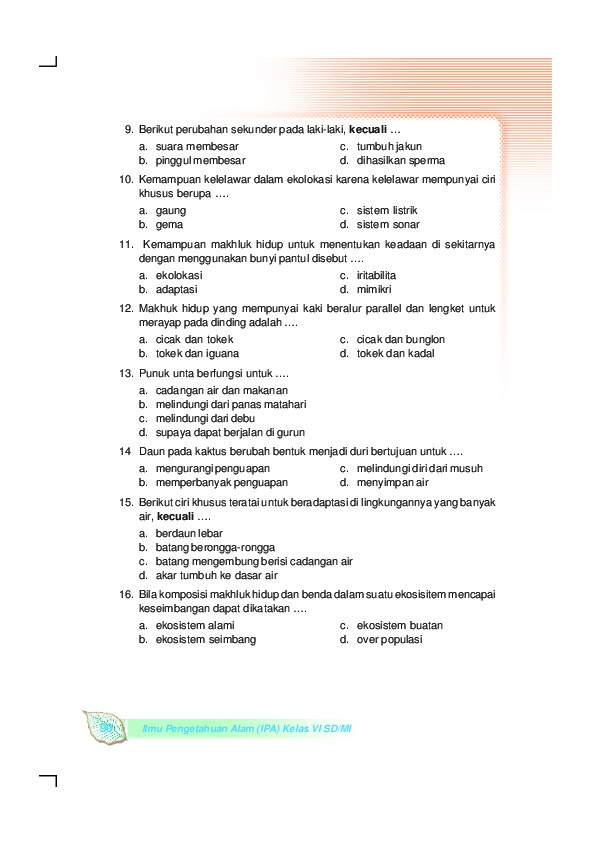 9. Berikut perubahan sekunder pada laki-laki, kecuali …
a. suara membesar c. tumbuh jakun
b. pinggul membesar d. dihasilkan sperma
10. Kemampuan kelelawar dalam ekolokasi karena kelelawar mempunyai ciri
khusus berupa ….
a. gaung c. sistem listrik
b. gema d. sistem sonar
11. Kemampuan makhluk hidup untuk menentukan keadaan di sekitarnya
dengan menggunakan bunyi pantul disebut ….
a. ekolokasi c. iritabilita
b. adaptasi d. mimikri
12. Makhuk hidup yang mempunyai kaki beralur parallel dan lengket untuk
merayap pada dinding adalah ….
a. cicak dan tokek c. cicak dan bunglon
b. tokek dan iguana d. tokek dan kadal
13. Punuk unta berfungsi untuk ….
a. cadangan air dan makanan
b. melindungi dari panas matahari
c. melindungi dari debu
d. supaya dapat berjalan di gurun
14 Daun pada kaktus berubah bentuk menjadi duri bertujuan untuk ….
a. mengurangi penguapan c. melindungi diri dari musuh
b. memperbanyak penguapan d. menyimpan air
15. Berikut ciri khusus teratai untuk beradaptasi di lingkungannya yang banyak
air, kecuali ….
a. berdaun lebar
b. batang berongga-rongga
c. batang mengembung berisi cadangan air
d. akar tumbuh ke dasar air
16. Bila komposisi makhluk hidup dan benda dalam suatu ekosisitem mencapai
keseimbangan dapat dikatakan ….
a. ekosistem alami c. ekosistem buatan
b. ekosistem seimbang d. over populasi
Ilmu Pengetahuan Alam (IPA) Kelas VI SD/MI